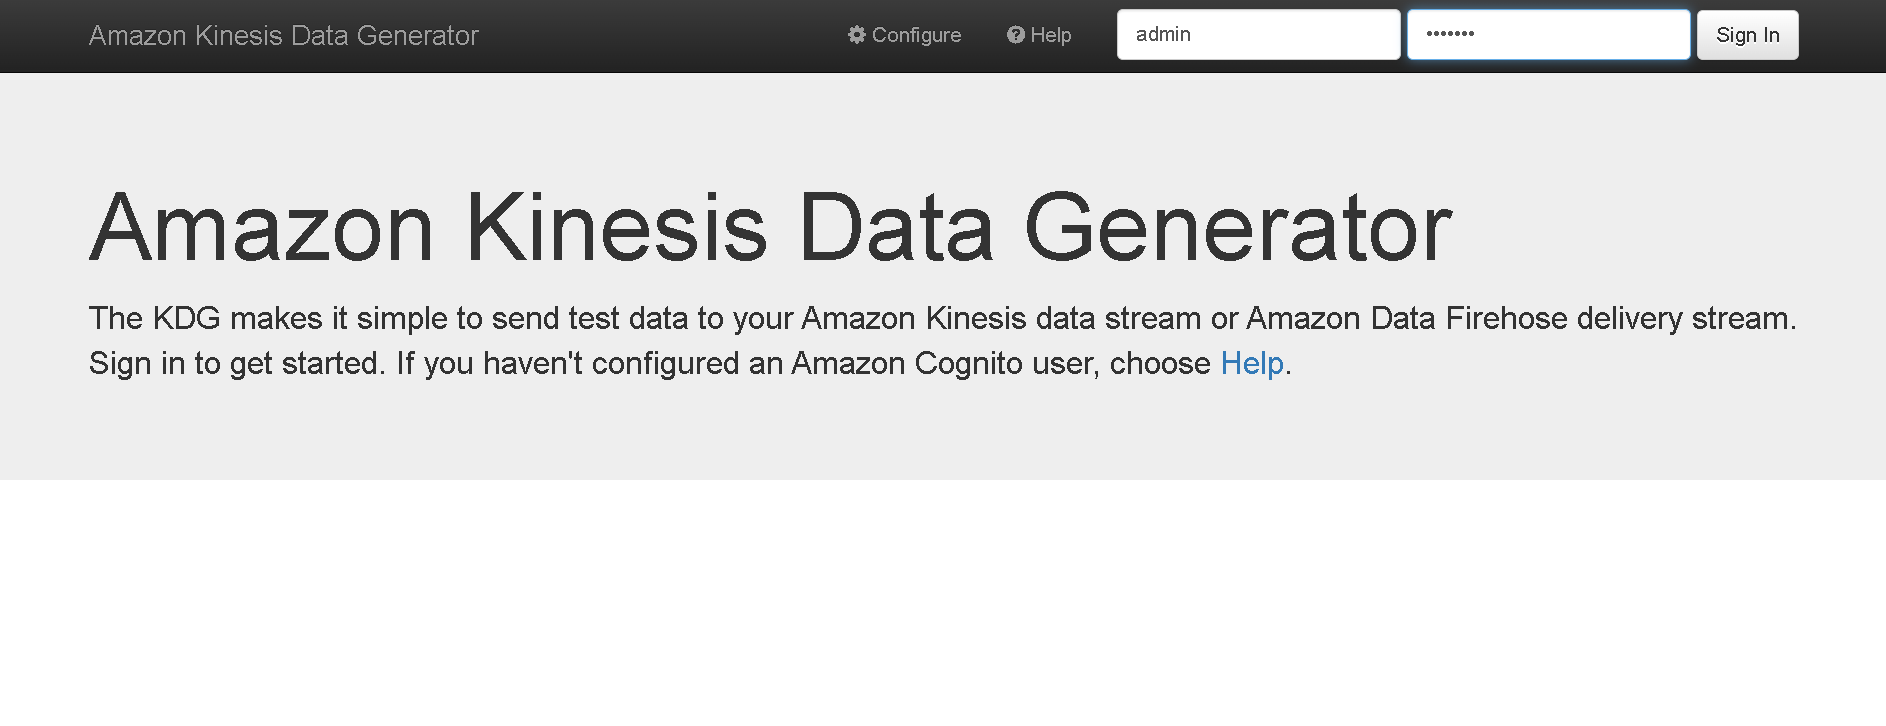 Amazon Kinesis Data Generator
Configure
Help
admin
•••••••
Sign In
Amazon Kinesis Data Generator
The KDG makes it simple to send test data to your Amazon Kinesis data stream or Amazon Data Firehose delivery stream.
Sign in to get started. If you haven't configured an Amazon Cognito user, choose Help.